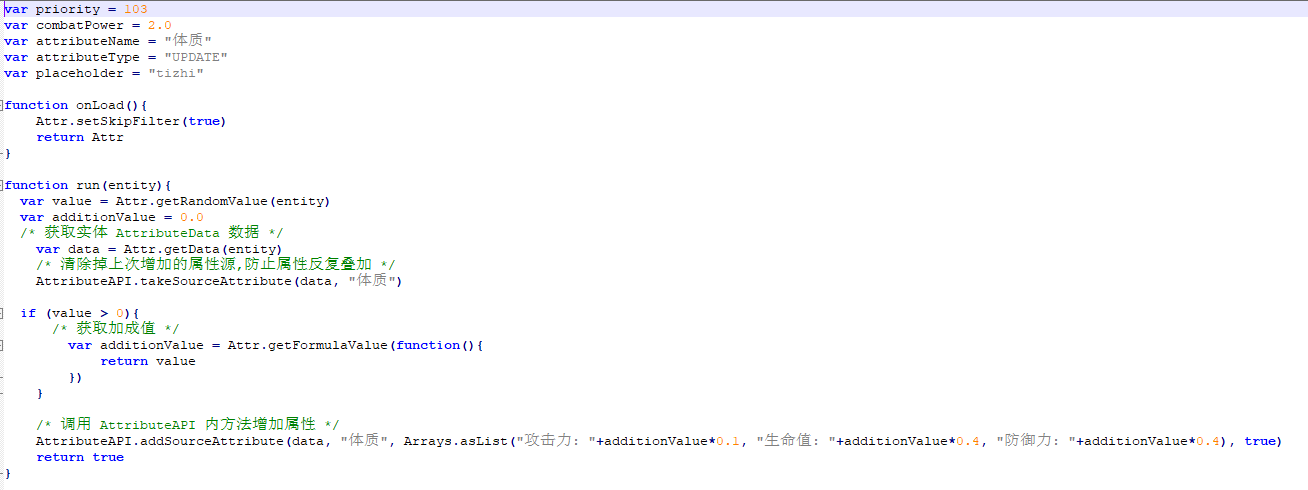 var priority = 103
var combatPower = 2.0
var attributeName = "体质"
var attributeType = "UPDATE"
var placeholder = "tizhi"
function onLoad(){
    Attr.setSkipFilter(true)
    return Attr
}
function run(entity){
  var value = Attr.getRandomValue(entity)
  var additionValue = 0.0
  /* 获取实体 AttributeData 数据 */
    var data = Attr.getData(entity)
    /* 清除掉上次增加的属性源,防止属性反复叠加 */
    AttributeAPI.takeSourceAttribute(data, "体质")
  if (value > 0){
      /* 获取加成值 */
        var additionValue = Attr.getFormulaValue(function(){
            return value
        })
    }
    /* 调用 AttributeAPI 内方法增加属性 */
    AttributeAPI.addSourceAttribute(data, "体质", Arrays.asList("攻击力: "+additionValue*0.1, "生命值: "+additionValue*0.4, "防御力: "+additionValue*0.4), true)
    return true
}